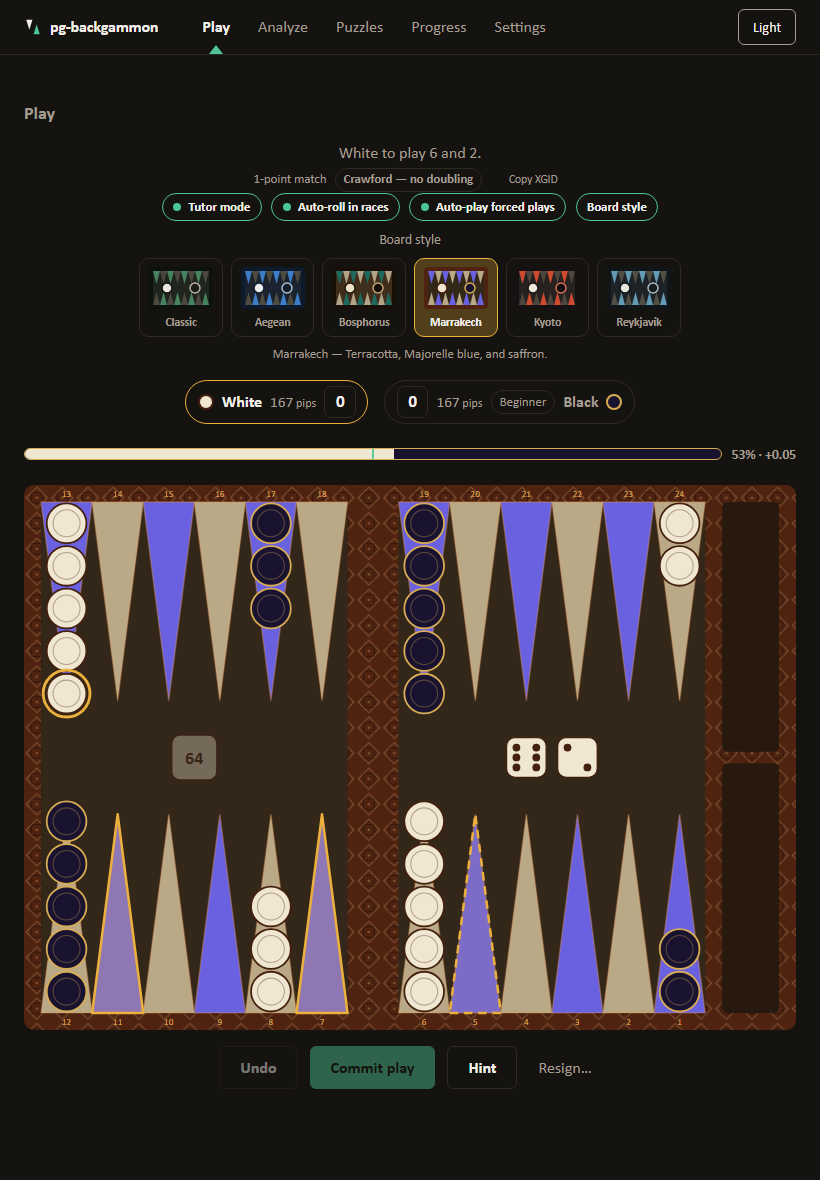 pg-backgammon Play Analyze Puzzles Progress Settings Light
Play
White to play 6 and 2.
1-point match Crawford — no doubling Copy XGID
Tutor mode Auto-roll in races Auto-play forced plays Board style
Board style
Classic Aegean Bosphorus Marrakech Kyoto Reykjavík
Marrakech — Terracotta, Majorelle blue, and saffron.
White 167 pips 0 0 167 pips Beginner Black
53% · +0.05
13 14 15 16 17 18 19 20 21 22 23 24
64
12 11 10 9 8 7 6 5 4 3 2 1
Undo Commit play Hint Resign...